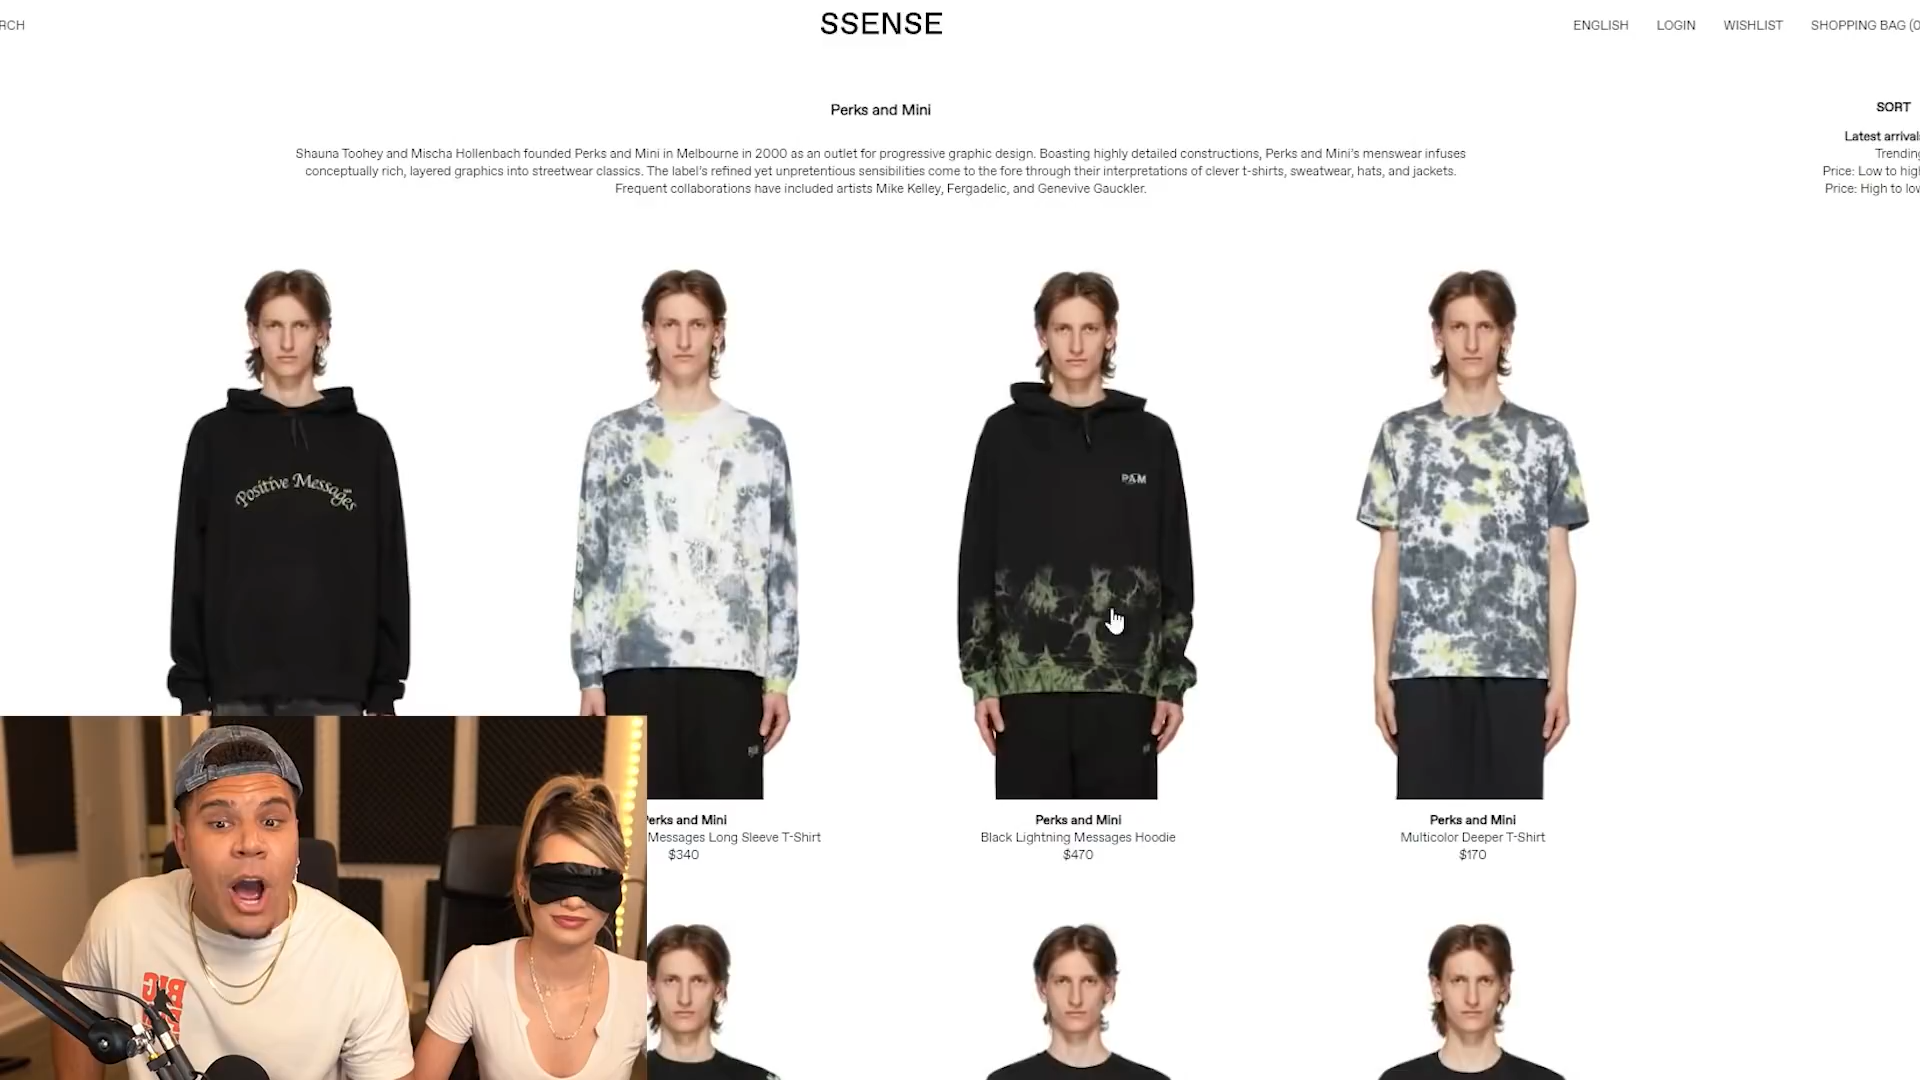 RCH
SSENSE
ENGLISH
LOGIN
WISHLIST
SHOPPING BAG (0
Perks and Mini
SORT
Latest arrivals
Trending
Price: Low to high
Price: High to low
Shauna Toohey and Mischa Hollenbach founded Perks and Mini in Melbourne in 2000 as an outlet for progressive graphic design. Boasting highly detailed constructions, Perks and Mini's menswear infuses
conceptually rich, layered graphics into streetwear classics. The label's refined yet unpretentious sensibilities come to the fore through their interpretations of clever t-shirts, sweatwear, hats, and jackets.
Frequent collaborations have included artists Mike Kelley, Fergadelic, and Genevive Gauckler.
Positive Messages
PAM
Perks and Mini
Messages Long Sleeve T-Shirt
$340
Perks and Mini
Black Lightning Messages Hoodie
$470
Perks and Mini
Multicolor Deeper T-Shirt
$170
BIG